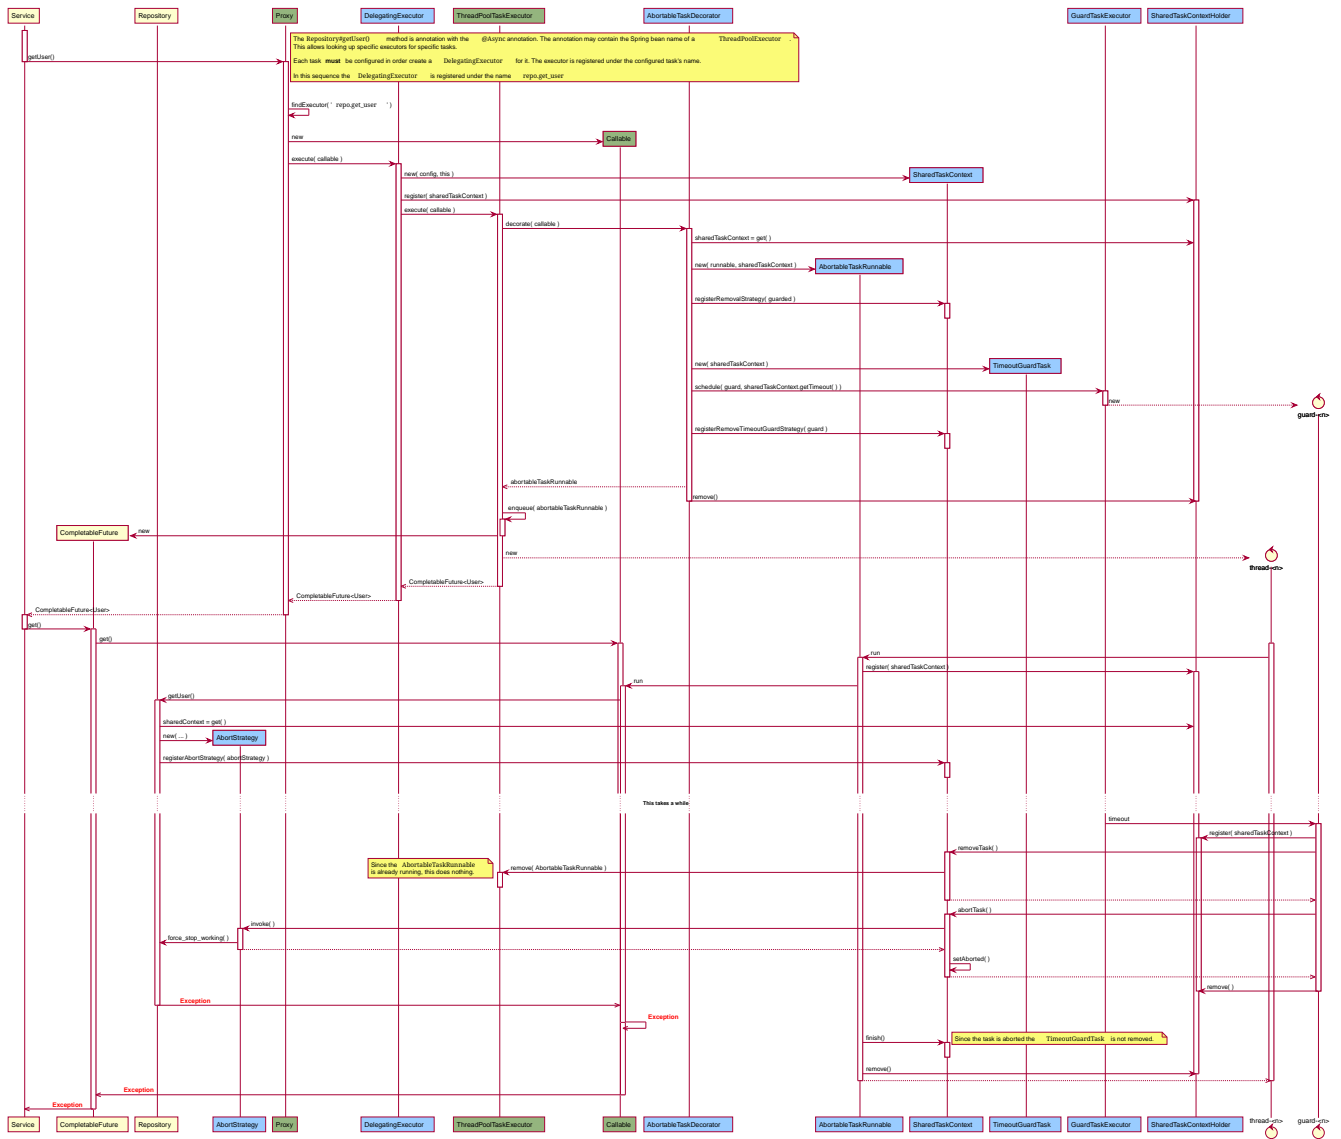 Service
Repository
Proxy
DelegatingExecutor
ThreadPoolTaskExecutor
AbortableTaskDecorator
GuardTaskExecutor
SharedTaskContextHolder
The Repository#getUser() method is annotation with the @Async annotation. The annotation may contain the Spring bean name of a ThreadPoolExecutor .
This allows looking up specific executors for specific tasks.
Each task must be configured in order create a DelegatingExecutor for it. The executor is registered under the configured task's name.
In this sequence the DelegatingExecutor is registered under the name repo.get_user
getUser()
findExecutor( ' repo.get_user ' )
new
Callable
execute( callable )
new( config, this )
SharedTaskContext
register( sharedTaskContext )
execute( callable )
decorate( callable )
sharedTaskContext = get( )
new( runnable, sharedTaskContext )
AbortableTaskRunnable
registerRemovalStrategy( guarded )
new( sharedTaskContext )
TimeoutGuardTask
schedule( guard, sharedTaskContext.getTimeout( ) )
new
guard-<n>
registerRemoveTimeoutGuardStrategy( guard )
abortableTaskRunnable
remove()
enqueue( abortableTaskRunnable )
CompletableFuture
new
new
thread-<n>
CompletableFuture<User>
CompletableFuture<User>
CompletableFuture<User>
get()
get()
run
register( sharedTaskContext )
run
getUser()
sharedContext = get( )
new( ... )
AbortStrategy
registerAbortStrategy( abortStrategy )
This takes a while
timeout
register( sharedTaskContext )
removeTask( )
Since the AbortableTaskRunnable
is already running, this does nothing.
remove( AbortableTaskRunnable )
abortTask( )
invoke( )
force_stop_working( )
setAborted( )
remove( )
Exception
Exception
finish()
Since the task is aborted the TimeoutGuardTask is not removed.
remove()
Exception
Exception
Service
CompletableFuture
Repository
AbortStrategy
Proxy
DelegatingExecutor
ThreadPoolTaskExecutor
Callable
AbortableTaskDecorator
AbortableTaskRunnable
SharedTaskContext
TimeoutGuardTask
GuardTaskExecutor
SharedTaskContextHolder
thread-<n>
guard-<n>